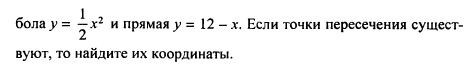 бола y = 1/2 x² и прямая y = 12 – x. Если точки пересечения сущест-
вуют, то найдите их координаты.